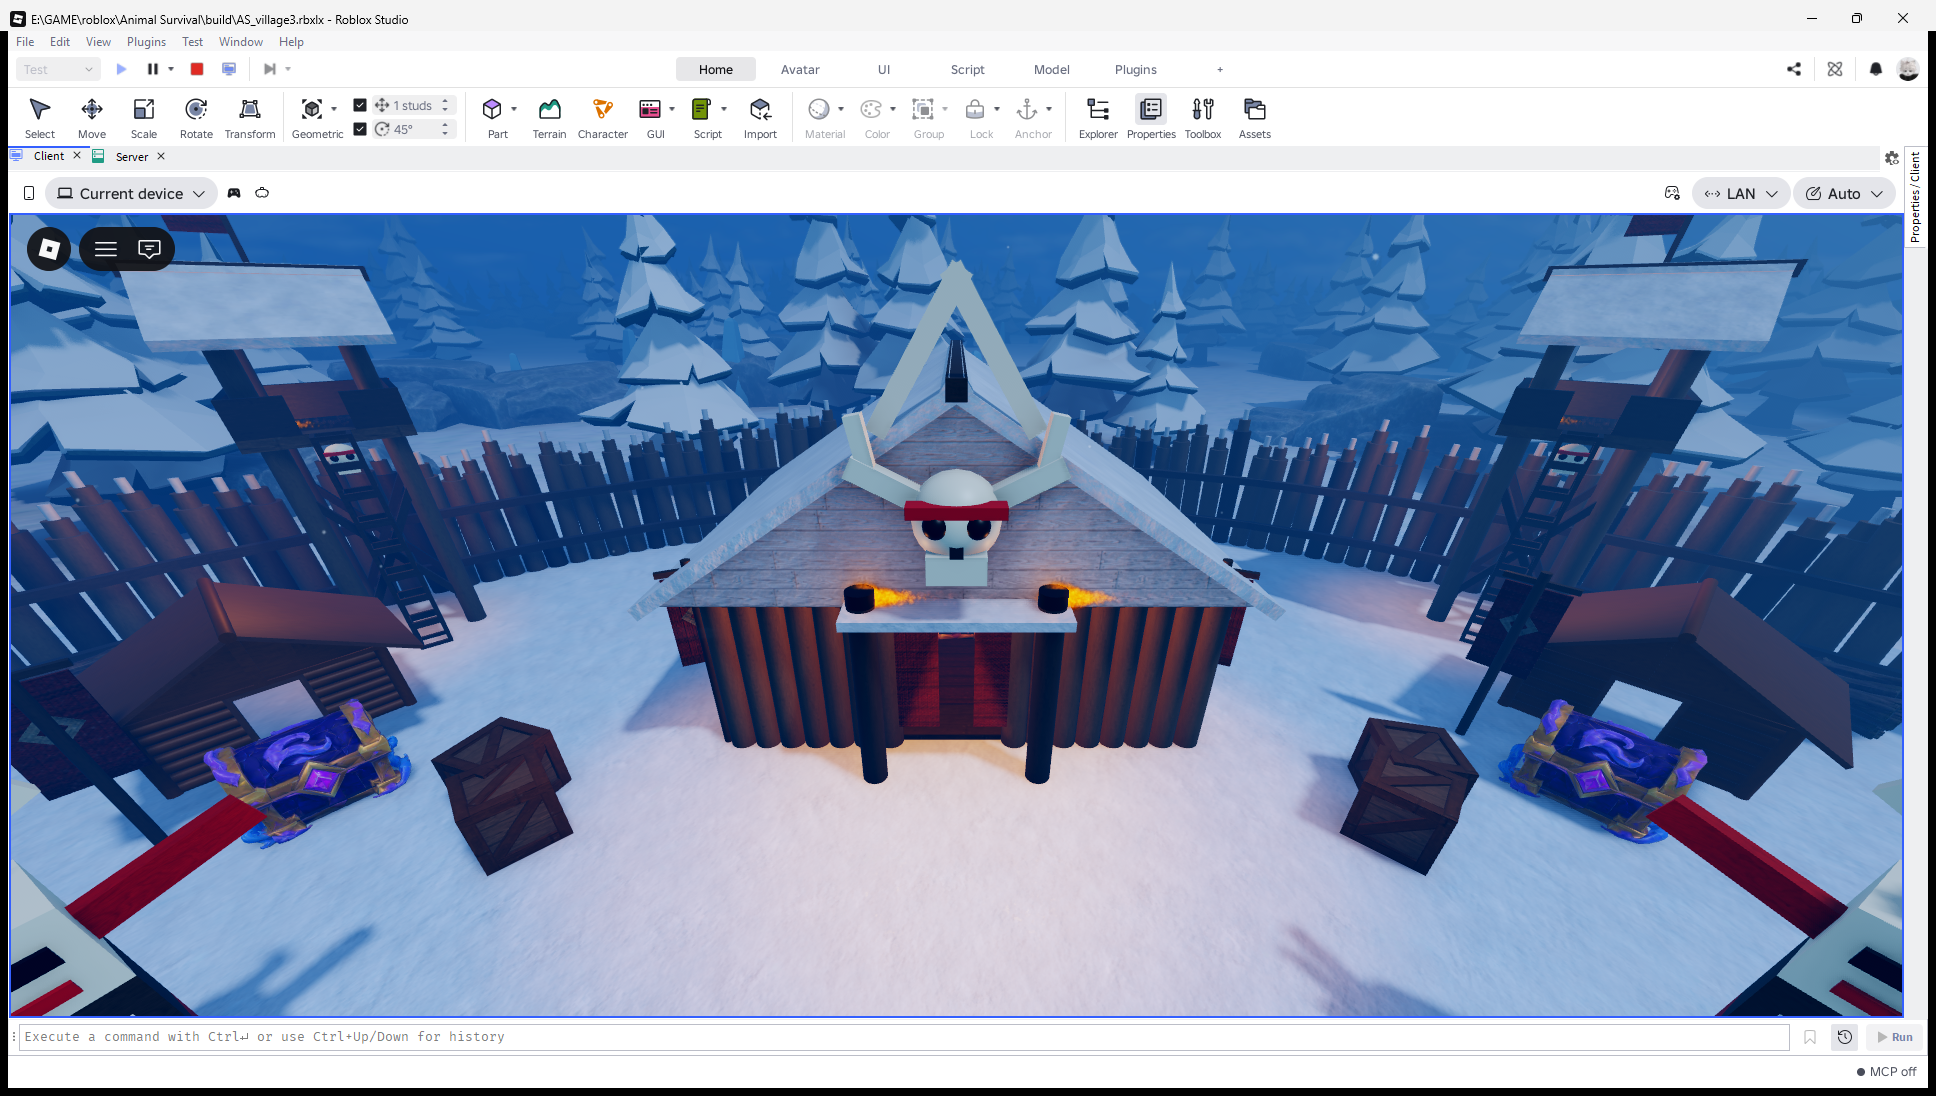 E:\GAME\roblox\Animal Survival\build\AS_village3.rbxlx - Roblox Studio
File Edit View Plugins Test Window Help
Test Home Avatar UI Script Model Plugins +
1 studs
45°
Select Move Scale Rotate Transform Geometric Part Terrain Character GUI Script Import Material Color Group Lock Anchor Explorer Properties Toolbox Assets
Client Server
Properties / Client
Current device LAN Auto
Execute a command with Ctrl↵ or use Ctrl+Up/Down for history
Run
MCP off